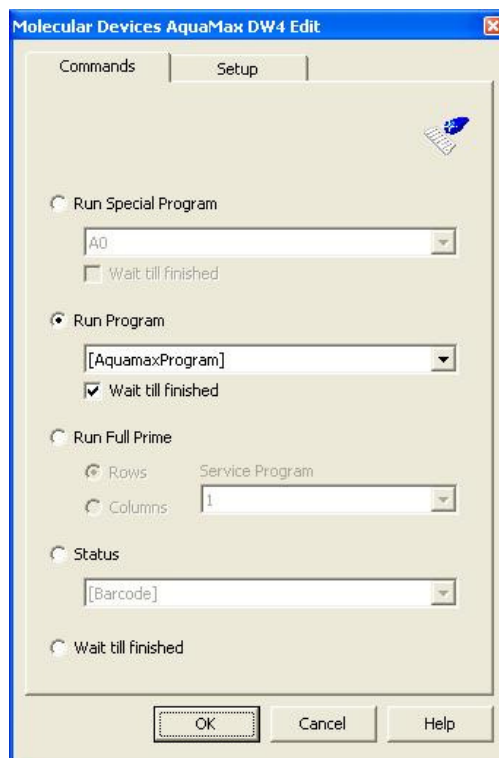 Molecular Devices AquaMax DW4 Edit
Commands Setup
Run Special Program
A0
Wait till finished
Run Program
[AquamaxProgram]
Wait till finished
Run Full Prime
Rows Service Program
Columns 1
Status
[Barcode]
Wait till finished
OK Cancel Help